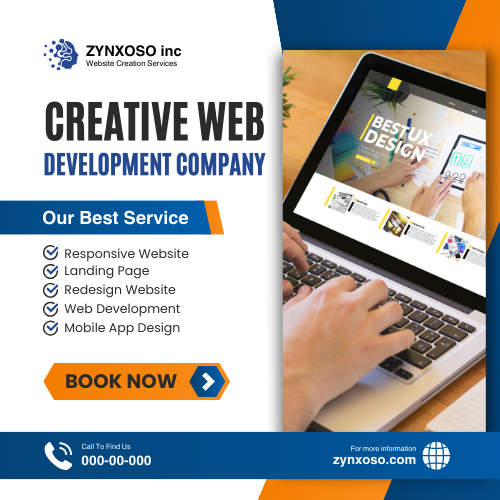 ZYNXOSO inc
Website Creation Services
CREATIVE WEB
DEVELOPMENT COMPANY
BESTUX
DESIGN
Our Best Service
Responsive Website
Landing Page
Redesign Website
Web Development
Mobile App Design
BOOK NOW
Call To Find Us
000-00-000
For more information
zynxoso.com